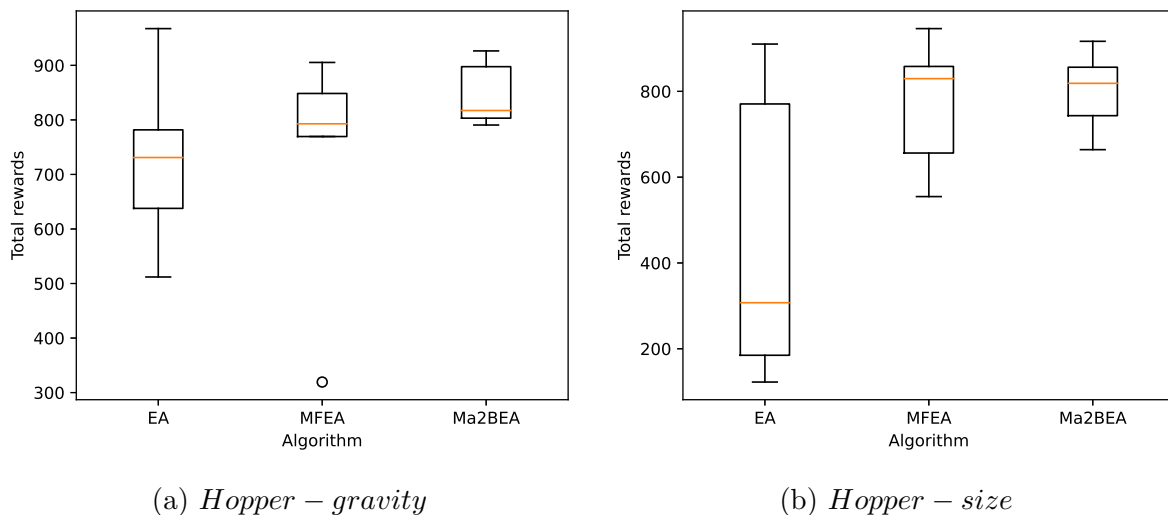 900
800
700
600
500
400
300
Total rewards
EA MFEA Ma2BEA
Algorithm
(a) Hopper − gravity
800
600
400
200
Total rewards
EA MFEA Ma2BEA
Algorithm
(b) Hopper − size